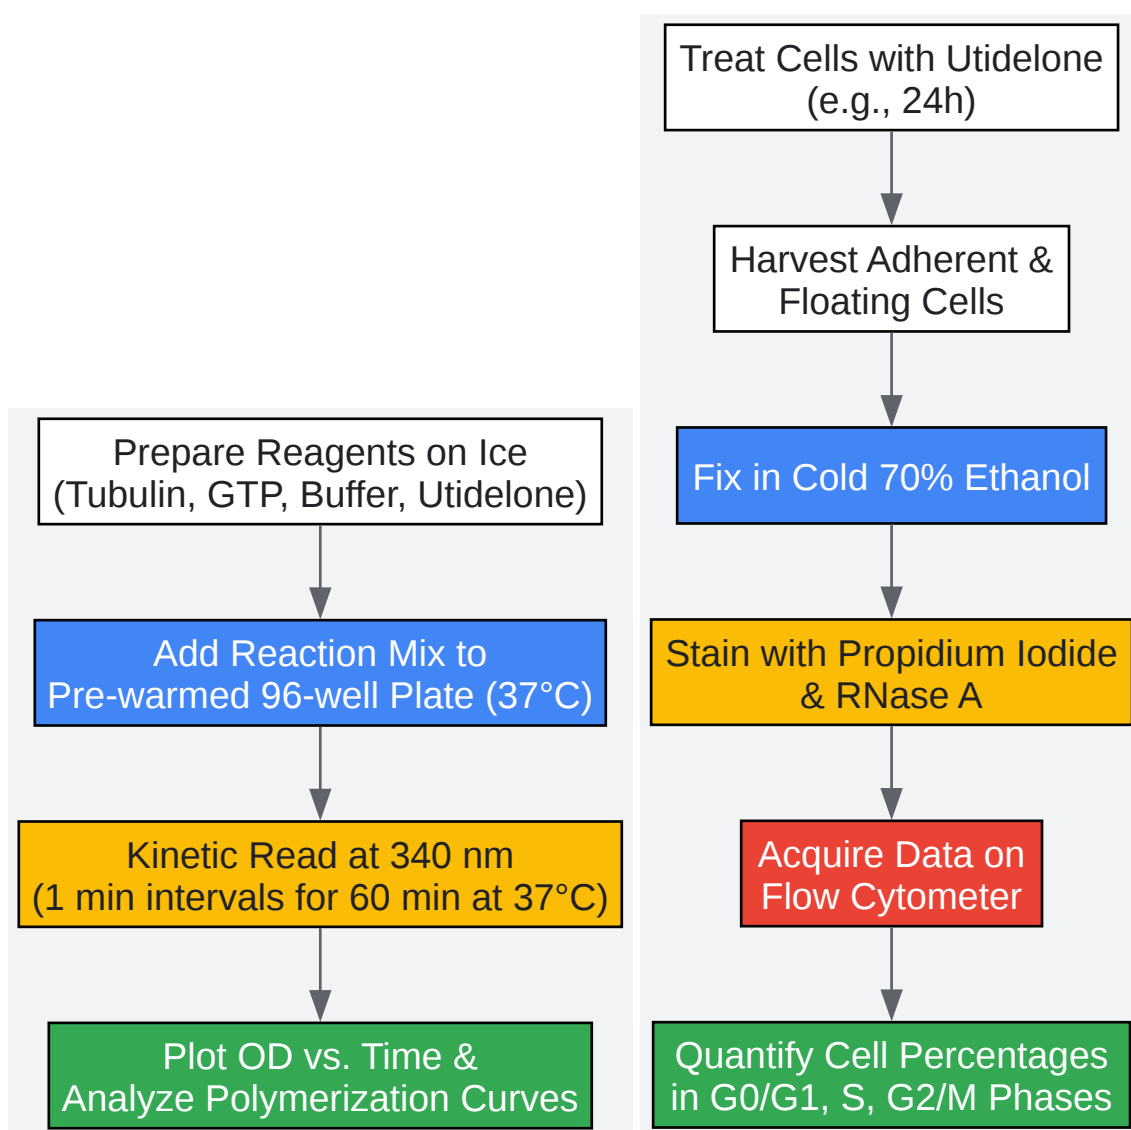 Treat Cells with Utidelone
(e.g., 24h)
Harvest Adherent &
Floating Cells
Fix in Cold 70% Ethanol
Stain with Propidium Iodide
& RNase A
Acquire Data on
Flow Cytometer
Quantify Cell Percentages
in G0/G1, S, G2/M Phases
Prepare Reagents on Ice
(Tubulin, GTP, Buffer, Utidelone)
Add Reaction Mix to
Pre-warmed 96-well Plate (37°C)
Kinetic Read at 340 nm
(1 min intervals for 60 min at 37°C)
Plot OD vs. Time &
Analyze Polymerization Curves